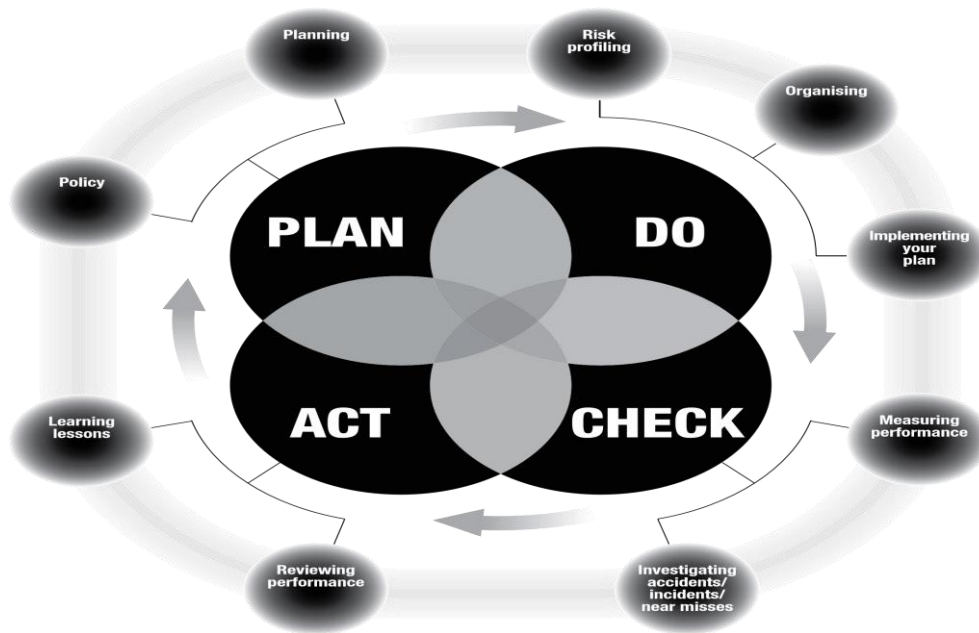 Planning
Risk
profiling
Organising
Policy
PLAN
DO
Implementing
your
plan
ACT
CHECK
Learning
lessons
Measuring
performance
Reviewing
performance
Investigating
accidents/
incidents/
near misses